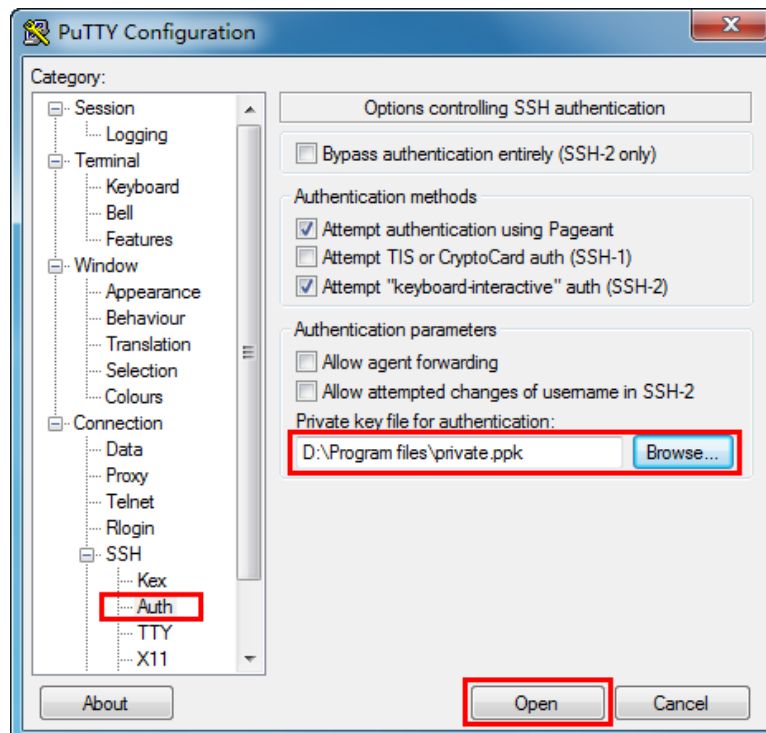 PuTTY Configuration
Category:
Session
Logging
Terminal
Keyboard
Bell
Features
Window
Appearance
Behaviour
Translation
Selection
Colours
Connection
Data
Proxy
Telnet
Rlogin
SSH
Kex
Auth
TTY
X11
Options controlling SSH authentication
Bypass authentication entirely (SSH-2 only)
Authentication methods
Attempt authentication using Pageant
Attempt TIS or CryptoCard auth (SSH-1)
Attempt "keyboard-interactive" auth (SSH-2)
Authentication parameters
Allow agent forwarding
Allow attempted changes of username in SSH-2
Private key file for authentication:
D:\Program files\private.ppk Browse...
About Open Cancel